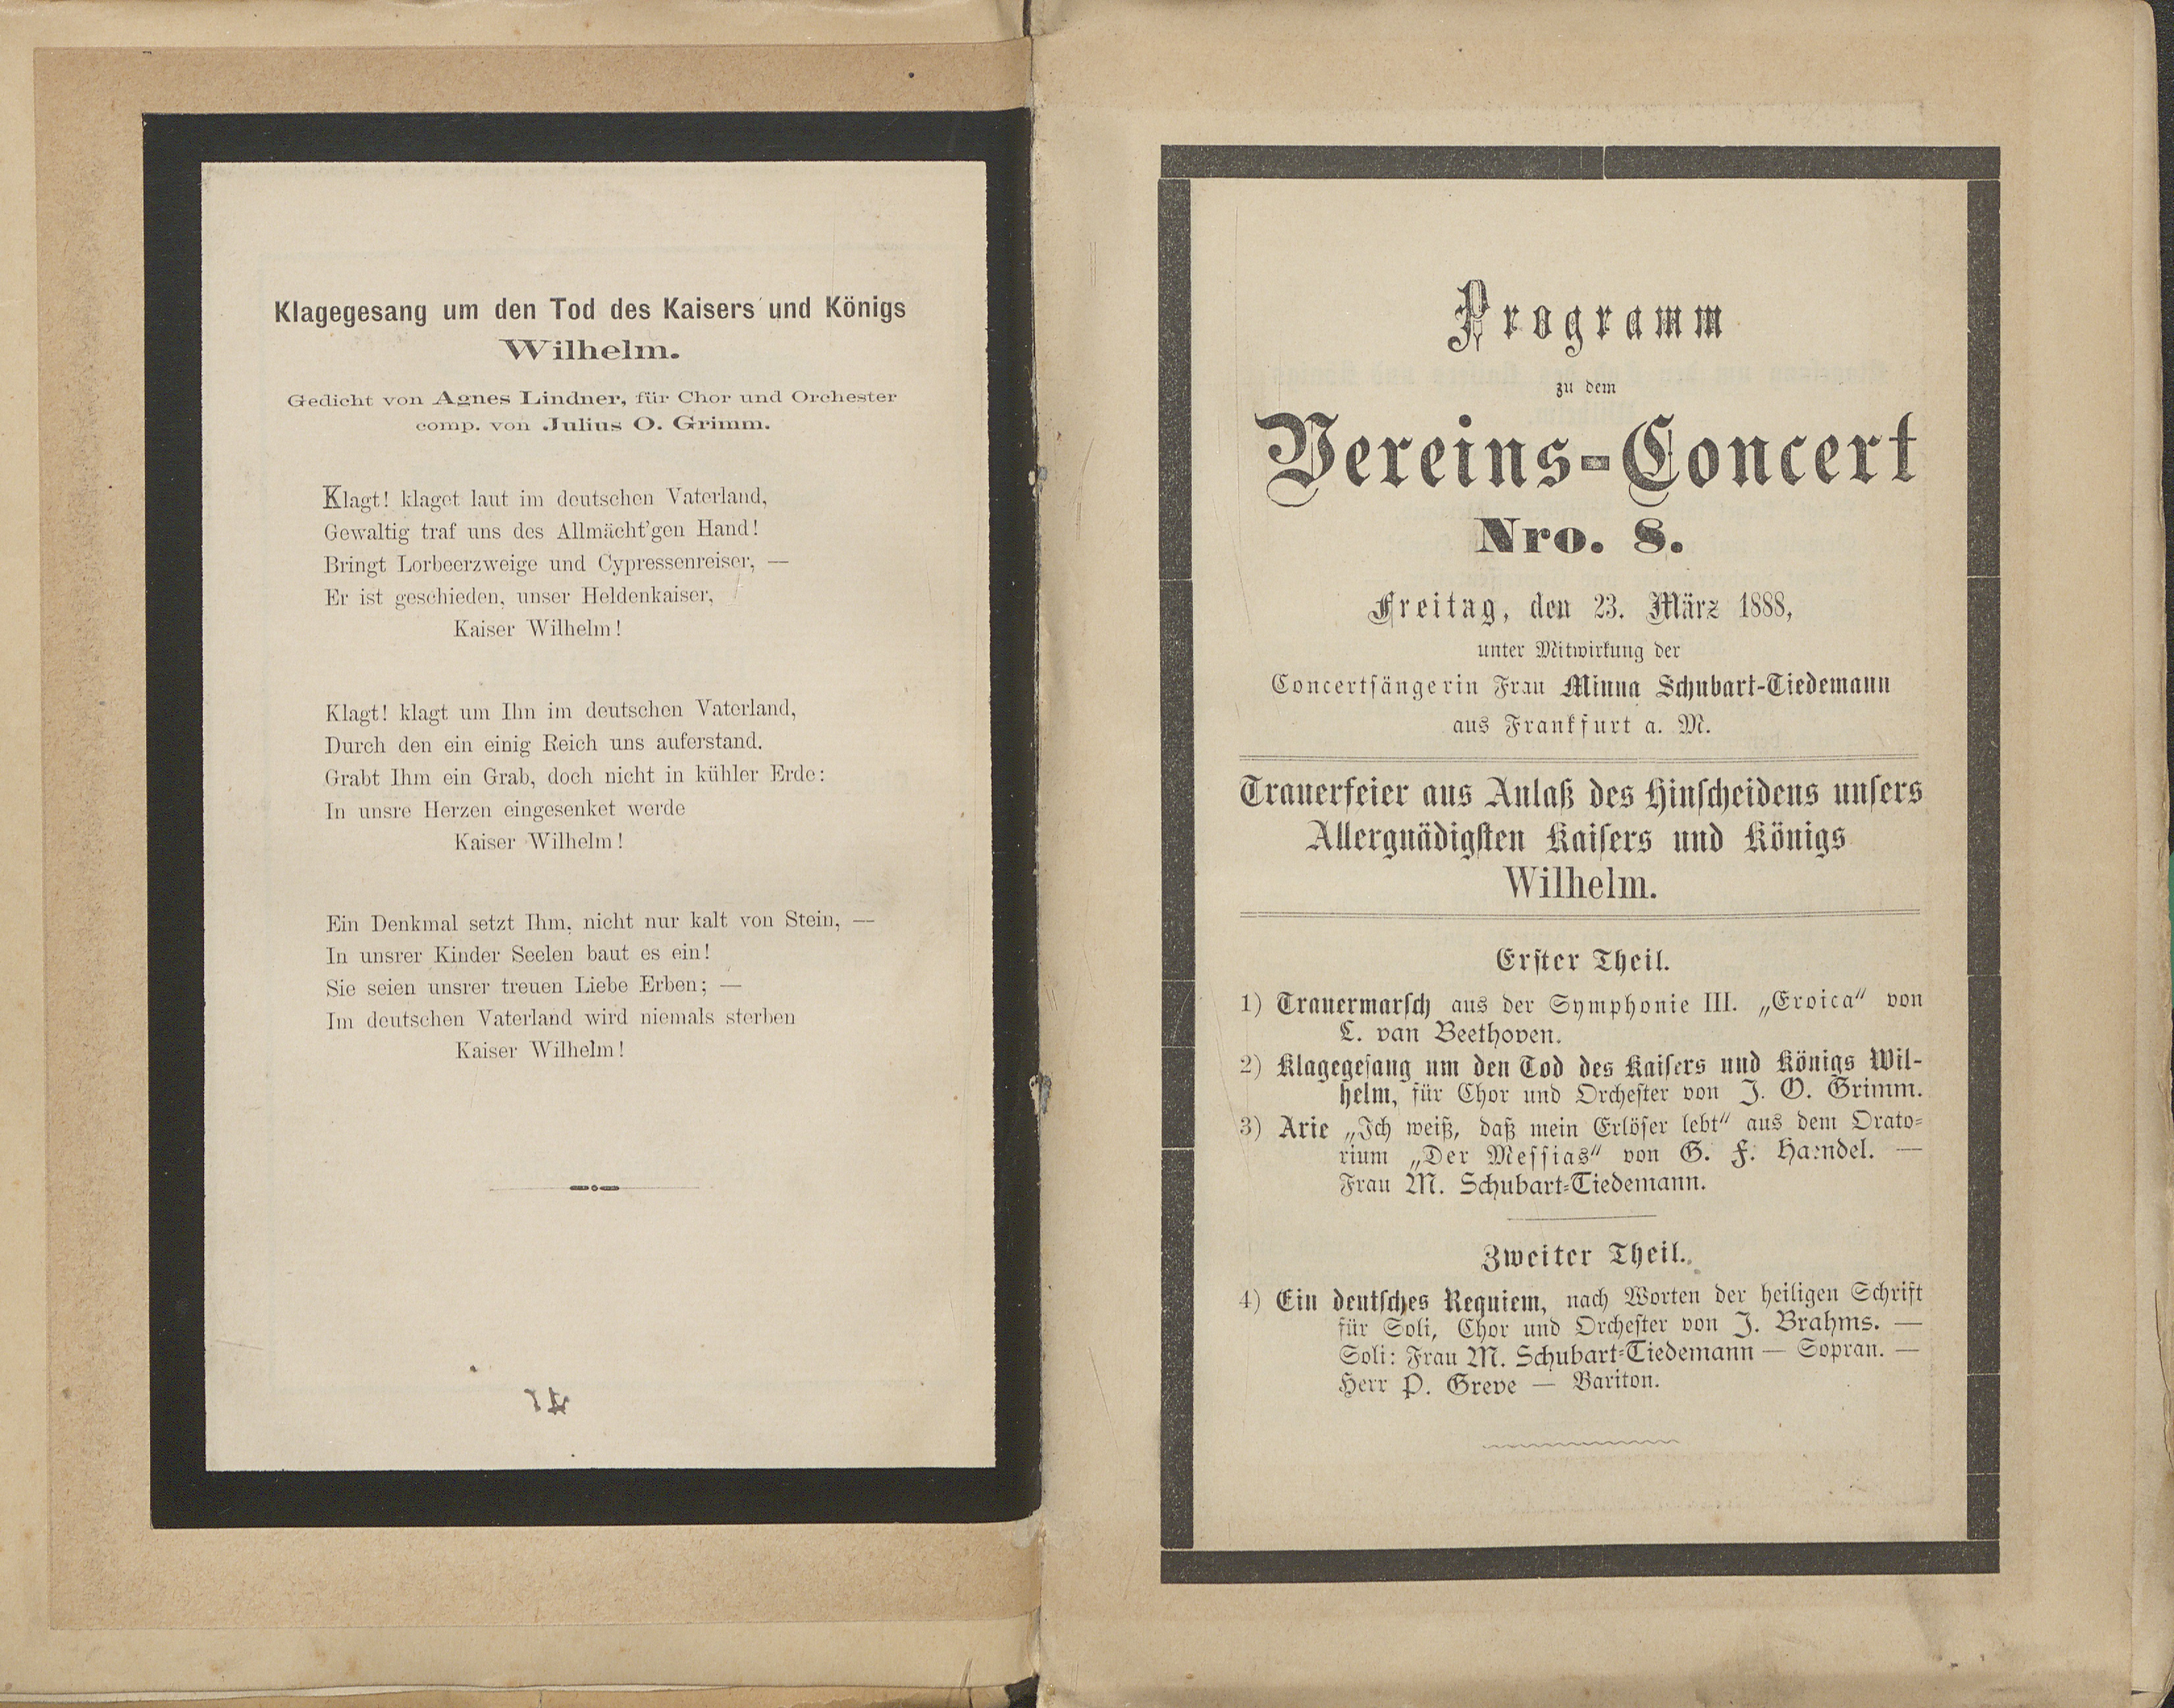 Klagegesang um den Tod des Kaisers und Königs
Wilhelm.
Gedicht von Agnes Lindner, für Chor und Orchester
comp. von Julius O. Grimm.
Klagt! klaget laut im deutschen Vaterland,
Gewaltig traf uns des Allmächt'gen Hand!
Bringt Lorbeerzweige und Cypressenreiser, —
Er ist geschieden, unser Heldenkaiser,
Kaiser Wilhelm!
Klagt! klagt um Ihn im deutschen Vaterland,
Durch den ein einig Reich uns auferstand.
Grabt Ihm ein Grab, doch nicht in kühler Erde:
In unsre Herzen eingesenket werde
Kaiser Wilhelm!
Ein Denkmal setzt Ihm, nicht nur kalt von Stein, —
In unsrer Kinder Seelen baut es ein!
Sie seien unsrer treuen Liebe Erben; —
Im deutschen Vaterland wird niemals sterben
Kaiser Wilhelm!
Programm
zu dem
Vereins-Concert
Nro. 8.
Freitag, den 23. März 1888,
unter Mitwirkung der
Concertsängerin Frau Minna Schubart-Tiedemann
aus Frankfurt a. M.
Trauerfeier aus Anlaß des Hinscheidens unsers
Allergnädigsten Kaisers und Königs
Wilhelm.
Erster Theil.
1) Trauermarsch aus der Symphonie III. „Eroica“ von
L. van Beethoven.
2) Klagegesang um den Tod des Kaisers und Königs Wil-
helm, für Chor und Orchester von J. O. Grimm.
3) Arie „Ich weiß, daß mein Erlöser lebt“ aus dem Orato-
rium „Der Messias“ von G. F. Haendel. —
Frau M. Schubart-Tiedemann.
Zweiter Theil.
4) Ein deutsches Requiem, nach Worten der heiligen Schrift
für Soli, Chor und Orchester von J. Brahms. —
Soli: Frau M. Schubart-Tiedemann — Sopran. —
Herr P. Greve — Bariton.